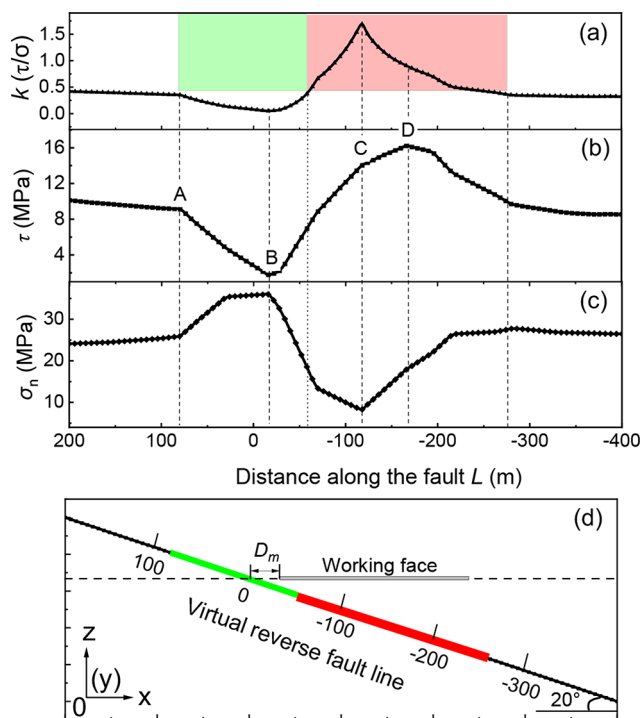 (a)
k (τ/σ)
1.5
1.0
0.5
0.0
(b)
τ (MPa)
16
12
8
4
A
B
C
D
(c)
σn (MPa)
30
20
10
0
200 100 0 -100 -200 -300 -400
Distance along the fault L (m)
(d)
Dm
Working face
100
0
-100
-200
-300
Virtual reverse fault line
z
(y)
x
0
20°